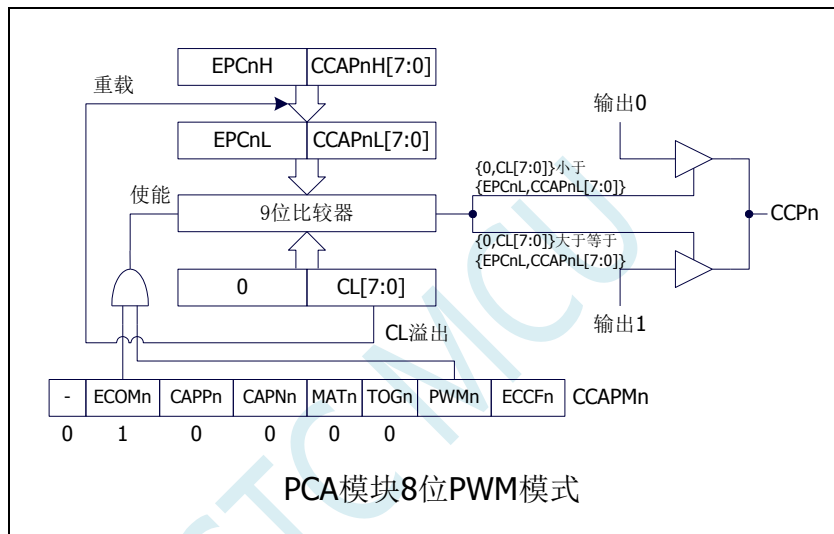 EPCnH CCAPnH[7:0]
重载
输出0
EPCnL CCAPnL[7:0]
{0,CL[7:0]}小于
{EPCnL,CCAPnL[7:0]}
使能
9位比较器
CCPn
{0,CL[7:0]}大于等于
{EPCnL,CCAPnL[7:0]}
0 CL[7:0]
输出1
CL溢出
- ECOMn CAPPn CAPNn MATn TOGn PWMn ECCFn CCAPMn
0 1 0 0 0 0
PCA模块8位PWM模式
STC MCU